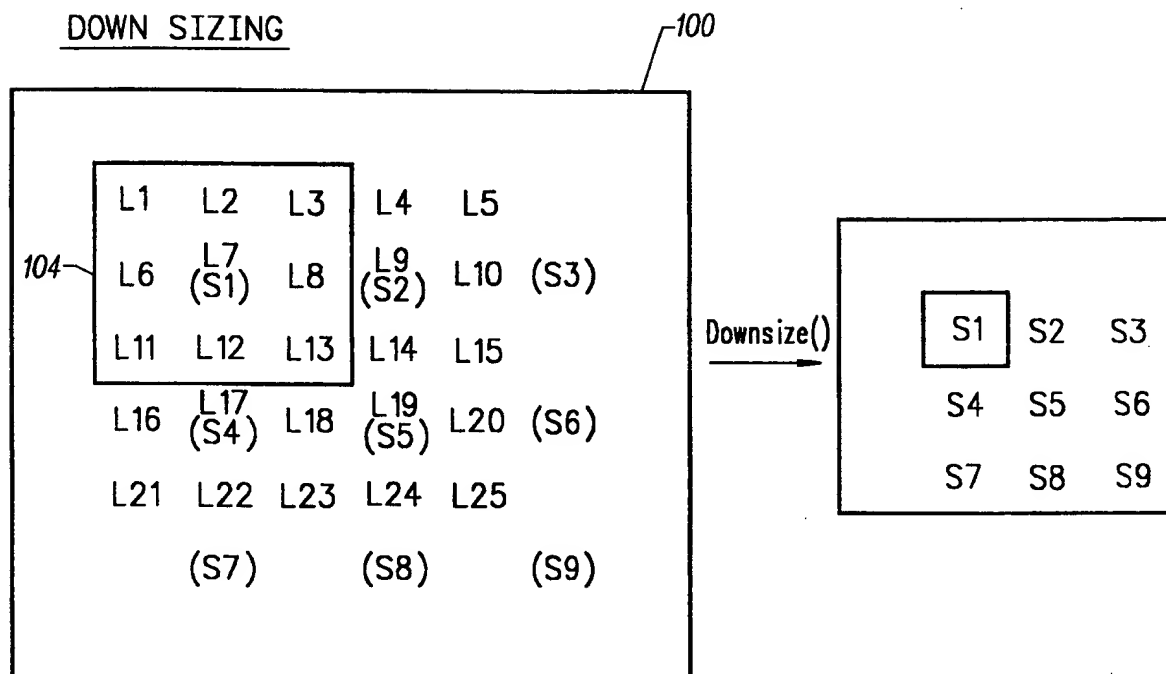 DOWN SIZING
100
L1 L2 L3 L4 L5
104
L6 L7 (S1) L8 L9 (S2) L10 (S3)
L11 L12 L13 L14 L15
L16 L17 (S4) L18 L19 (S5) L20 (S6)
L21 L22 L23 L24 L25
(S7) (S8) (S9)
Downsize()
S1 S2 S3
S4 S5 S6
S7 S8 S9